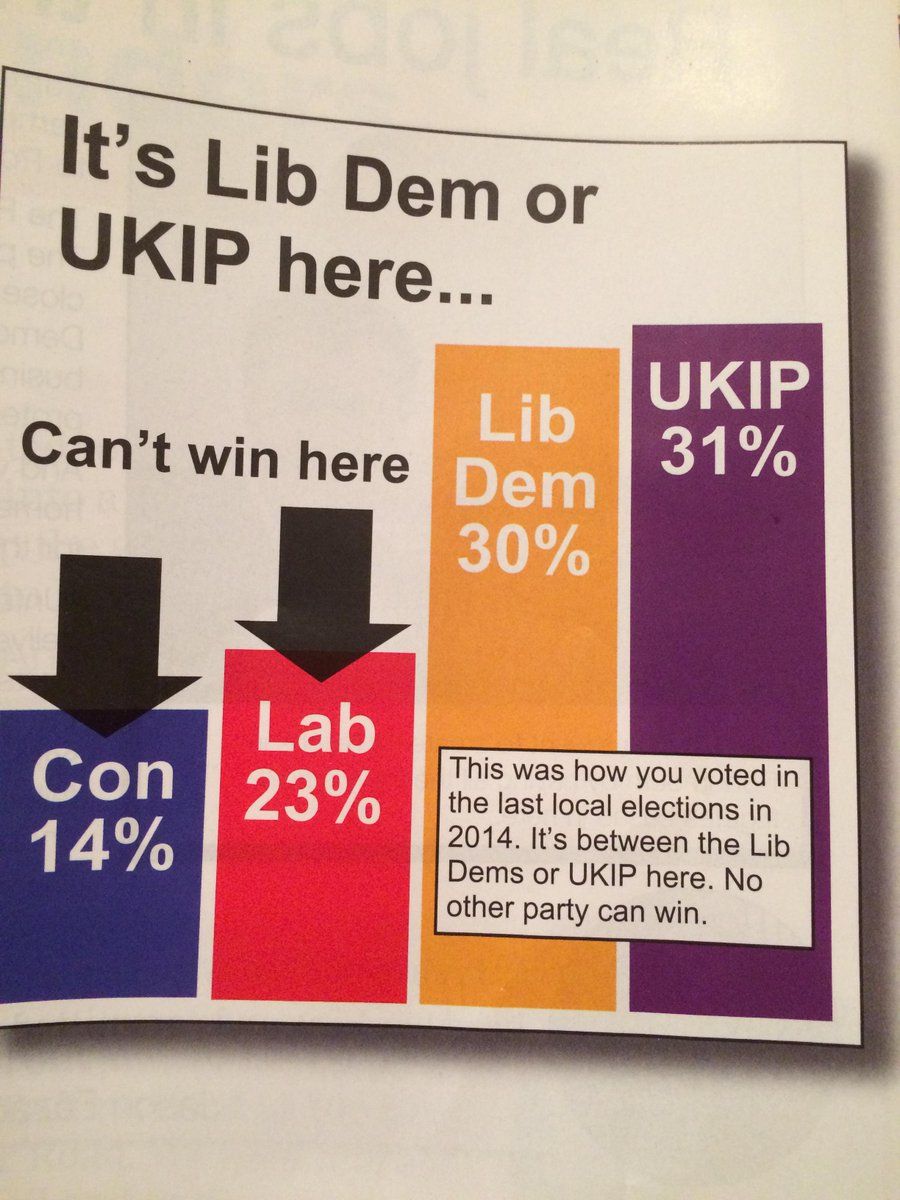 It's Lib Dem or
UKIP here...
Can't win here
Con
14%
Lab
23%
Lib
Dem
30%
UKIP
31%
This was how you voted in
the last local elections in
2014. It's between the Lib
Dems or UKIP here. No
other party can win.